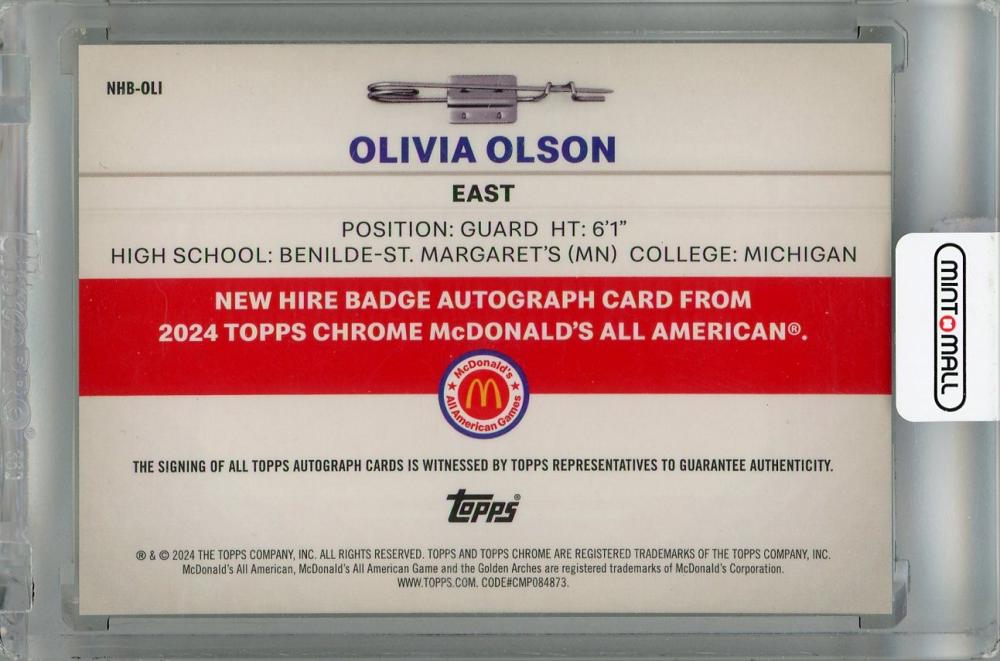 NHB-OLI
OLIVIA OLSON
EAST
POSITION: GUARD HT: 6'1"
HIGH SCHOOL: BENILDE-ST. MARGARET'S (MN) COLLEGE: MICHIGAN
NEW HIRE BADGE AUTOGRAPH CARD FROM
2024 TOPPS CHROME McDONALD'S ALL AMERICAN®.
McDonald's
All American Games
THE SIGNING OF ALL TOPPS AUTOGRAPH CARDS IS WITNESSED BY TOPPS REPRESENTATIVES TO GUARANTEE AUTHENTICITY.
topps®
® & © 2024 THE TOPPS COMPANY, INC. ALL RIGHTS RESERVED. TOPPS AND TOPPS CHROME ARE REGISTERED TRADEMARKS OF THE TOPPS COMPANY, INC.
McDonald's All American, McDonald's All American Game and the Golden Arches are registered trademarks of McDonald's Corporation.
WWW.TOPPS.COM. CODE#CMP084873.
MINT MALL